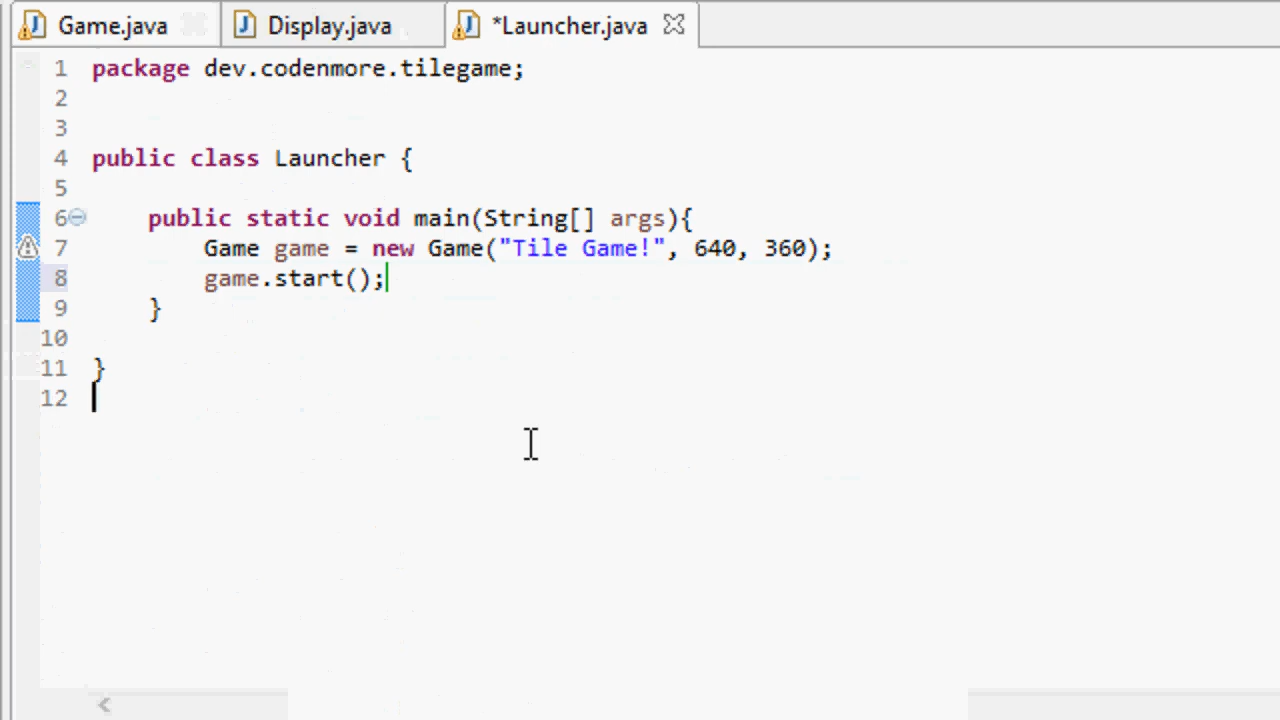 Game.java Display.java *Launcher.java
1 package dev.codenmore.tilegame;
2
3
4 public class Launcher {
5
6 public static void main(String[] args){
7 Game game = new Game("Tile Game!", 640, 360);
8 game.start();
9 }
10
11 }
12